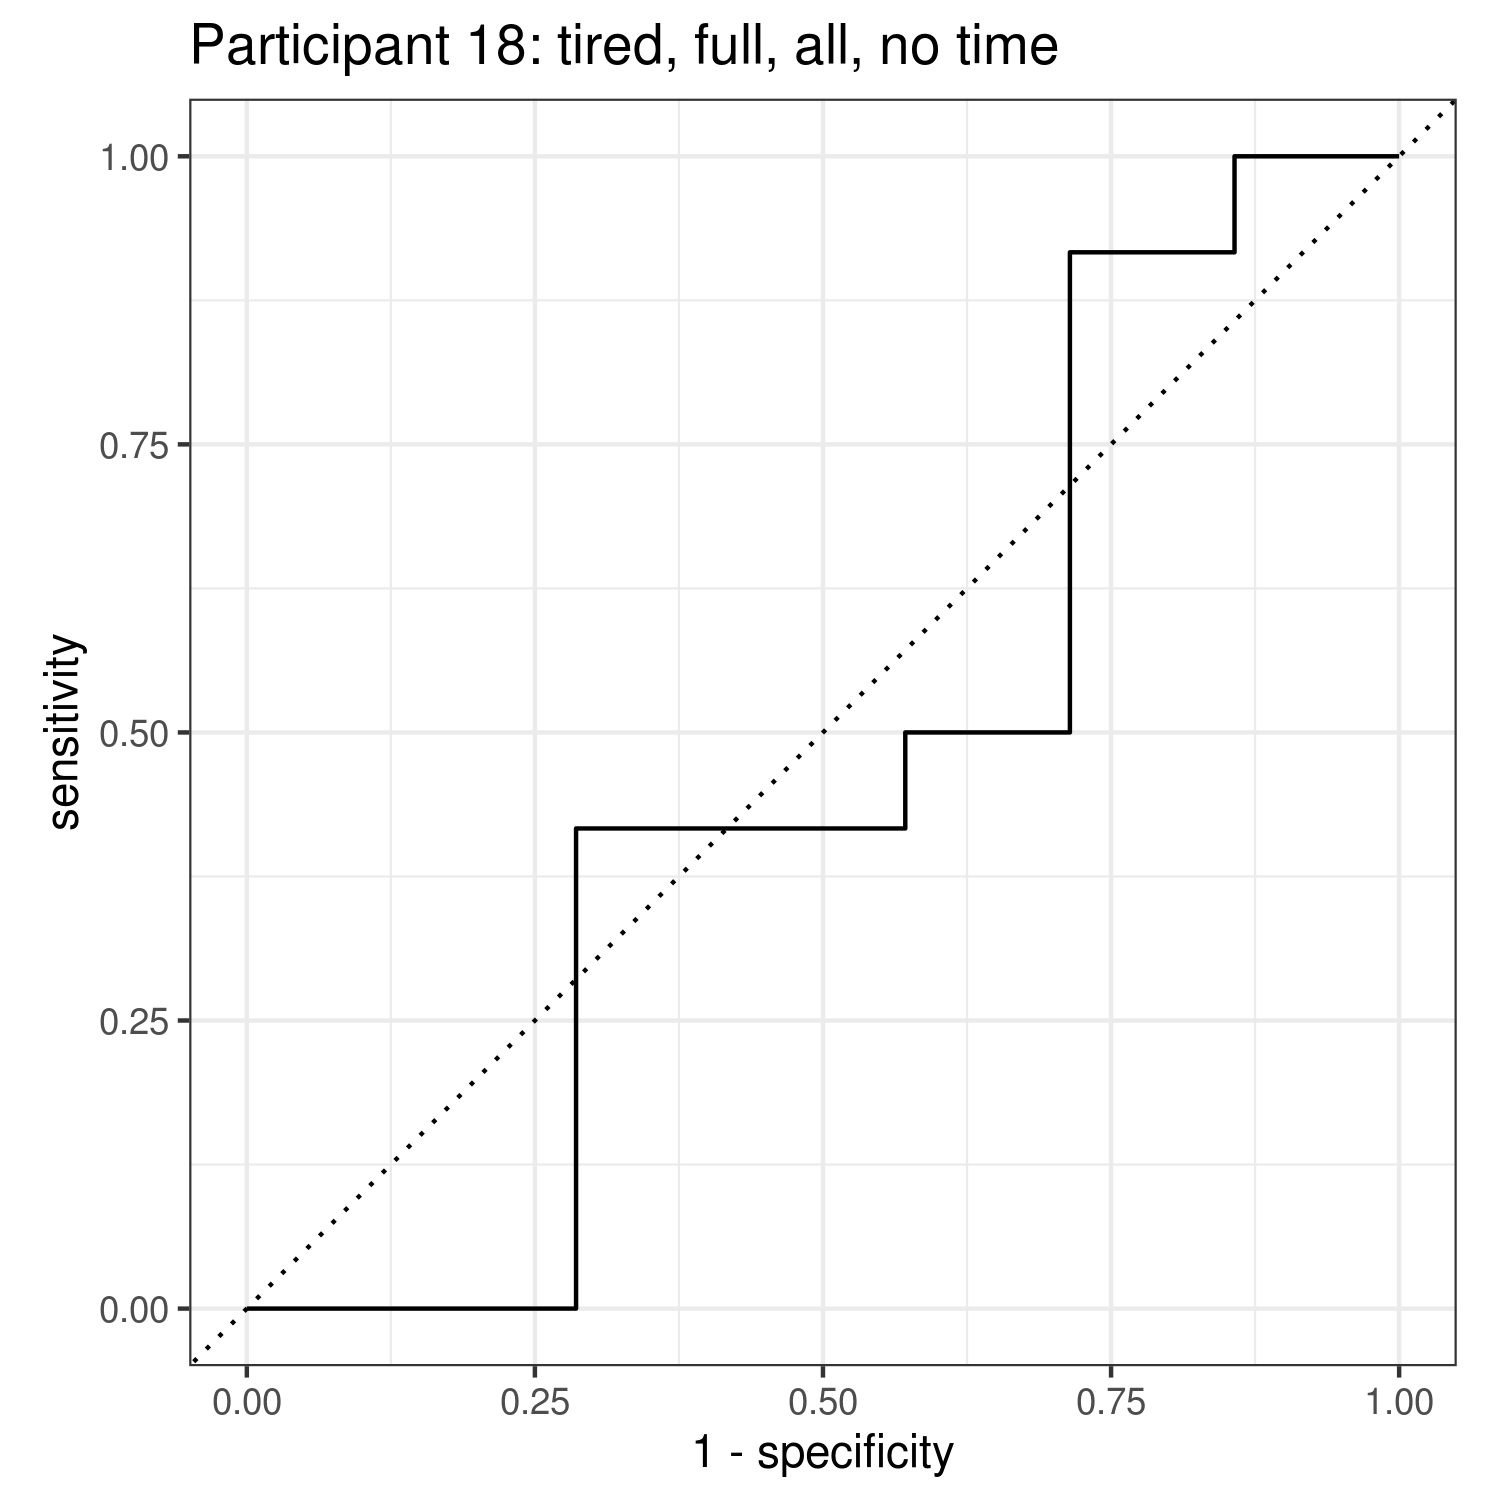 Participant 18: tired, full, all, no time
1.00
0.75
0.50
0.25
0.00
sensitivity
0.00 0.25 0.50 0.75 1.00
1 - specificity